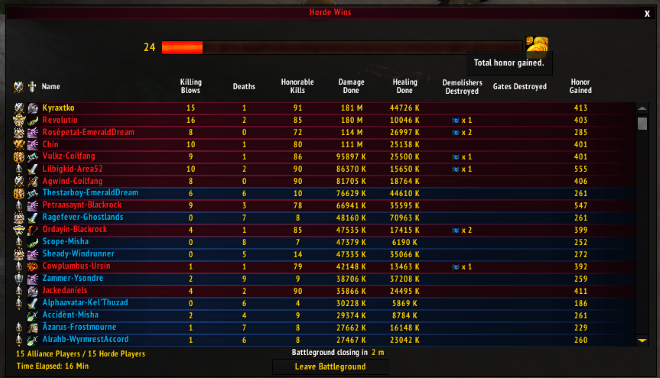 Horde Wins
X
24
Total honor gained.
Name Killing Blows Deaths Honorable Kills Damage Done Healing Done Demolishers Destroyed Gates Destroyed Honor Gained
Kyraxtko 15 1 91 181 M 44726 K 413
Revolutio 16 2 85 180 M 10046 K x 1 403
Rosépetal-EmeraldDream 8 0 72 114 M 26997 K x 2 285
Chin 10 1 80 111 M 25138 K 401
Vulkz-Coilfang 9 1 86 95897 K 25500 K x 1 401
Lilbigkid-Area52 10 2 90 86370 K 15650 K x 1 555
Agwind-Coilfang 8 0 90 81705 K 18764 K 406
Thestarboy-EmeraldDream 6 6 10 76629 K 44610 K 261
Petraasaynt-Blackrock 9 3 78 66941 K 35595 K 547
Ragefever-Ghostlands 0 7 8 48160 K 70963 K 261
Ordayin-Blackrock 4 1 85 47535 K 17415 K x 2 399
Scope-Misha 0 8 7 47379 K 6190 K 252
Sheady-Windrunner 0 5 14 47335 K 35066 K 272
Cowplumbus-Ursin 1 1 79 42148 K 13463 K x 1 392
Zammer-Ysondre 2 9 9 38706 K 37208 K 259
Jackedaniels 4 2 90 35866 K 24495 K 411
Alphaavatar-Kel'Thuzad 0 6 4 30228 K 5869 K 186
Accidént-Misha 2 4 9 29374 K 8784 K 261
Äzarus-Frostmourne 1 7 8 27662 K 16148 K 229
Alrahb-WyrmrestAccord 1 6 8 27467 K 23042 K 260
15 Alliance Players / 15 Horde Players
Battleground closing in 2 m
Time Elapsed: 16 Min
Leave Battleground